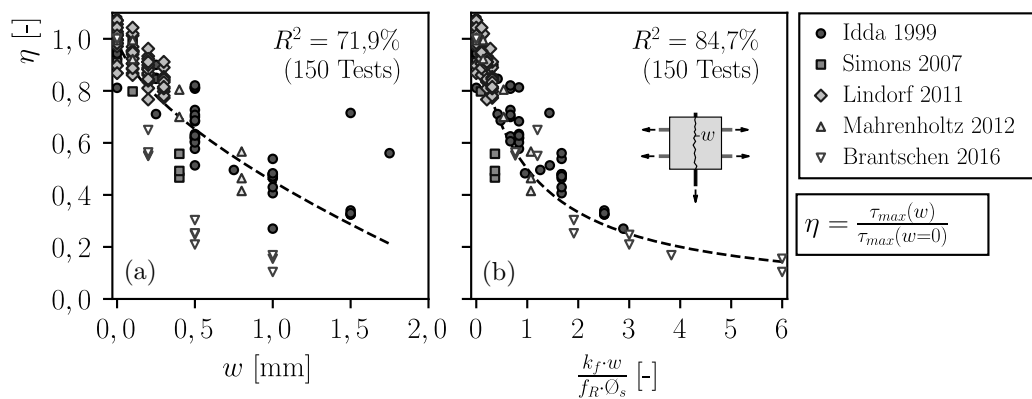 η [-]
1,0
0,8
0,6
0,4
0,2
0,0
R² = 71,9%
(150 Tests)
(a)
0,0 0,5 1,0 1,5 2,0
w [mm]
R² = 84,7%
(150 Tests)
w
(b)
0 1 2 3 4 5 6
k_f·w / f_R·Ø_s [-]
Idda 1999
Simons 2007
Lindorf 2011
Mahrenholtz 2012
Brantschen 2016
η = τ_max(w) / τ_max(w=0)